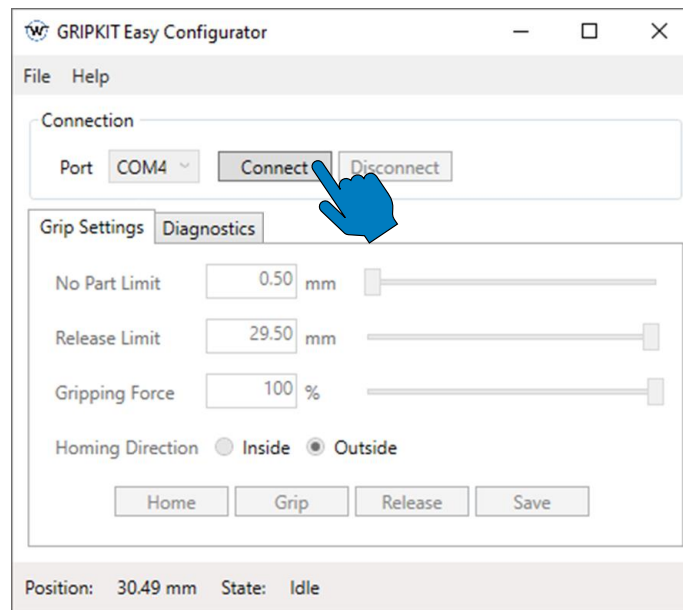 GRIPKIT Easy Configurator
File Help
Connection
Port COM4 Connect Disconnect
Grip Settings Diagnostics
No Part Limit 0.50 mm
Release Limit 29.50 mm
Gripping Force 100 %
Homing Direction Inside Outside
Home Grip Release Save
Position: 30.49 mm State: Idle